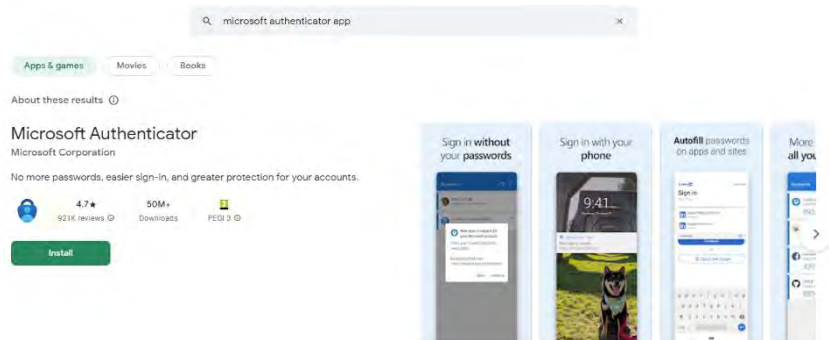 microsoft authenticator app
Apps & games
Movies
Books
About these results
Microsoft Authenticator
Microsoft Corporation
No more passwords, easier sign-in, and greater protection for your accounts.
4.7★
921K reviews
50M+
Downloads
PEGI 3
Install
Sign in without
your passwords
Sign in with your
phone
9:41
Autofill passwords
on apps and sites
Sign in
More
all you